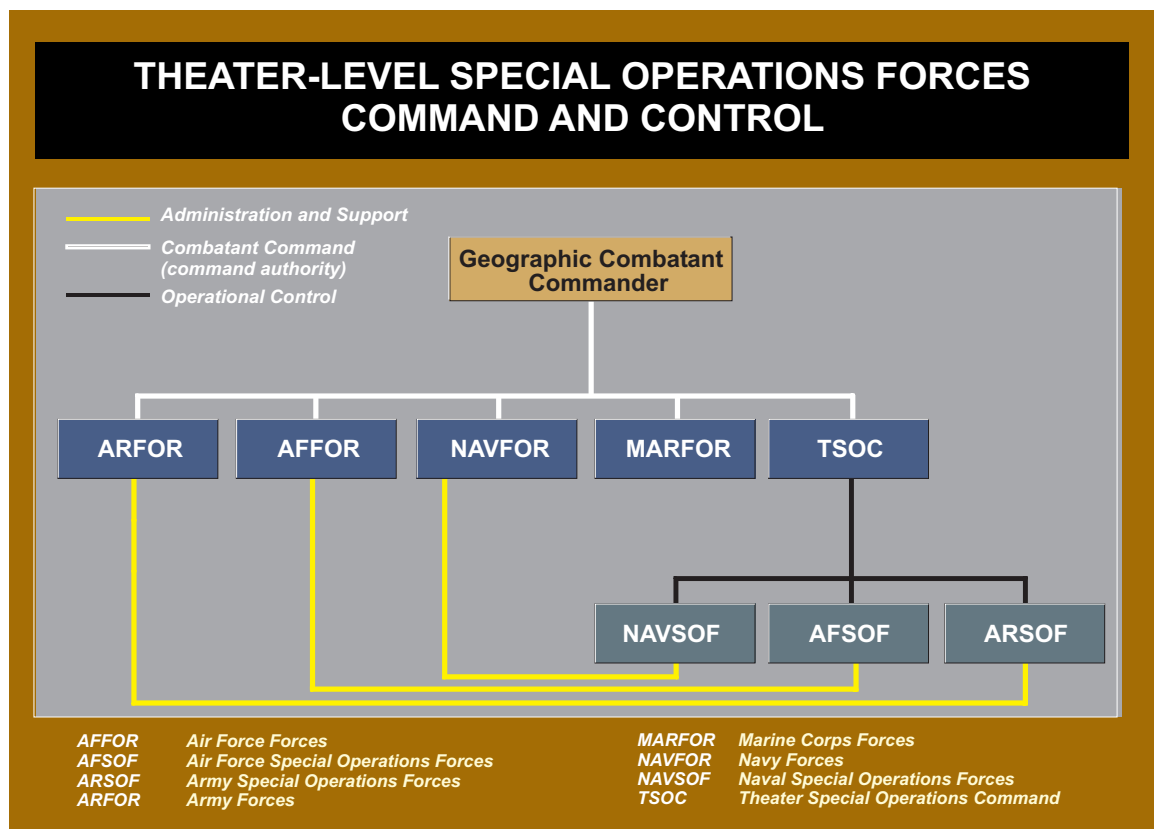 THEATER-LEVEL SPECIAL OPERATIONS FORCES
COMMAND AND CONTROL
Administration and Support
Combatant Command
(command authority)
Operational Control
Geographic Combatant
Commander
ARFOR
AFFOR
NAVFOR
MARFOR
TSOC
NAVSOF
AFSOF
ARSOF
AFFOR Air Force Forces
AFSOF Air Force Special Operations Forces
ARSOF Army Special Operations Forces
ARFOR Army Forces
MARFOR Marine Corps Forces
NAVFOR Navy Forces
NAVSOF Naval Special Operations Forces
TSOC Theater Special Operations Command